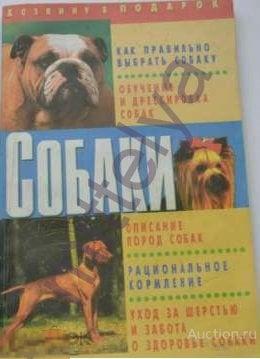 ХОЗЯИНУ В ПОДАРОК
КАК ПРАВИЛЬНО
ВЫБРАТЬ СОБАКУ
ОБУЧЕНИЕ
И ДРЕССИРОВКА
СОБАК
СОБАКИ
ОПИСАНИЕ
ПОРОД СОБАК
РАЦИОНАЛЬНОЕ
КОРМЛЕНИЕ
УХОД ЗА ШЕРСТЬЮ
И ЗАБОТА
О ЗДОРОВЬЕ СОБАКИ
Auction.ru